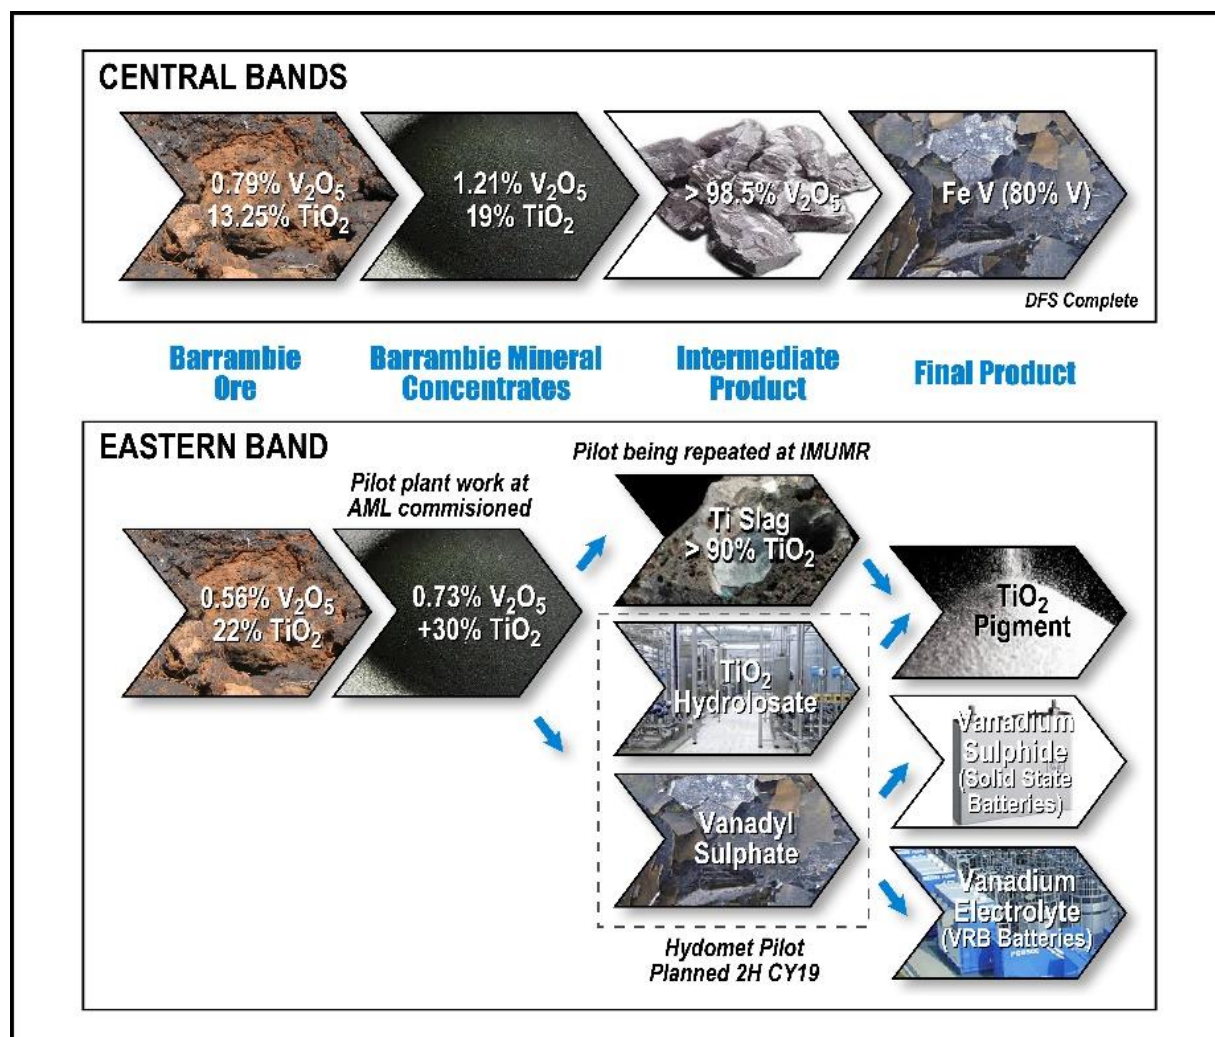 CENTRAL BANDS
0.79% V₂O₅
13.25% TiO₂
1.21% V₂O₅
19% TiO₂
> 98.5% V₂O₅
Fe V (80% V)
DFS Complete
Barrambie
Ore
Barrambie Mineral
Concentrates
Intermediate
Product
Final Product
EASTERN BAND
Pilot plant work at
AML commisioned
Pilot being repeated at IMUMR
0.56% V₂O₅
22% TiO₂
0.73% V₂O₅
+30% TiO₂
Ti Slag
> 90% TiO₂
TiO₂
Hydrolosate
Vanadyl
Sulphate
Hydomet Pilot
Planned 2H CY19
TiO₂
Pigment
Vanadium
Sulphide
(Solid State
Batteries)
Vanadium
Electrolyte
(VRB Batteries)